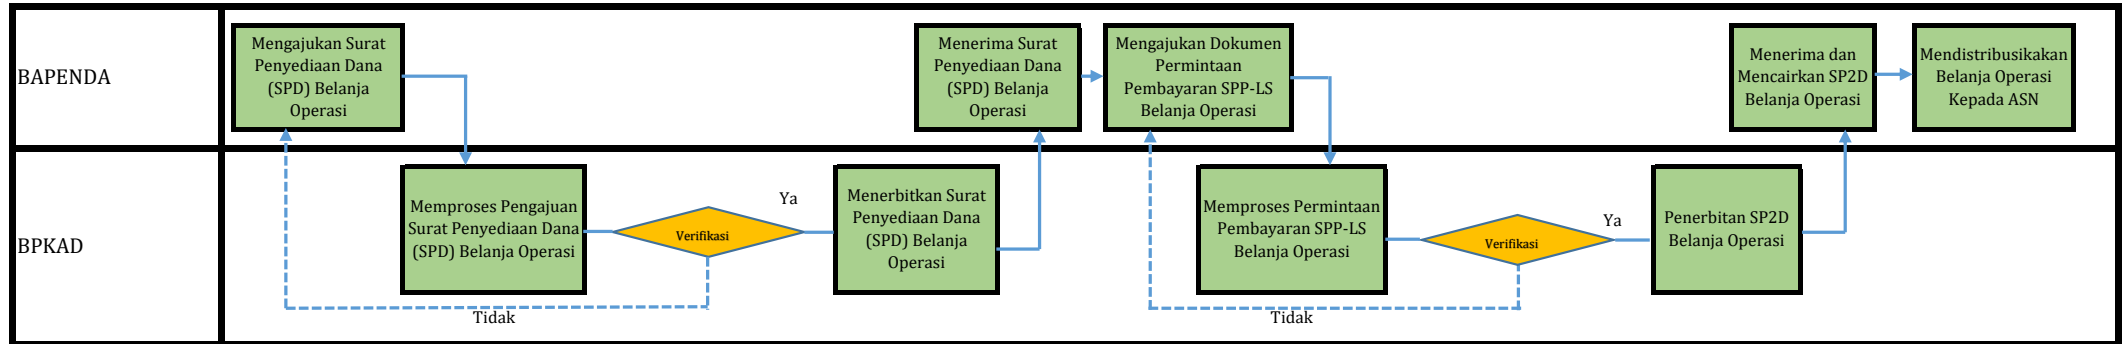 BAPENDA
Mengajukan Surat
Penyediaan Dana
(SPD) Belanja
Operasi
Menerima Surat
Penyediaan Dana
(SPD) Belanja
Operasi
Mengajukan Dokumen
Permintaan
Pembayaran SPP-LS
Belanja Operasi
Menerima dan
Mencairkan SP2D
Belanja Operasi
Mendistribusikakan
Belanja Operasi
Kepada ASN
BPKAD
Memproses Pengajuan
Surat Penyediaan Dana
(SPD) Belanja Operasi
Verifikasi
Ya
Tidak
Menerbitkan Surat
Penyediaan Dana
(SPD) Belanja
Operasi
Memproses Permintaan
Pembayaran SPP-LS
Belanja Operasi
Verifikasi
Ya
Tidak
Penerbitan SP2D
Belanja Operasi